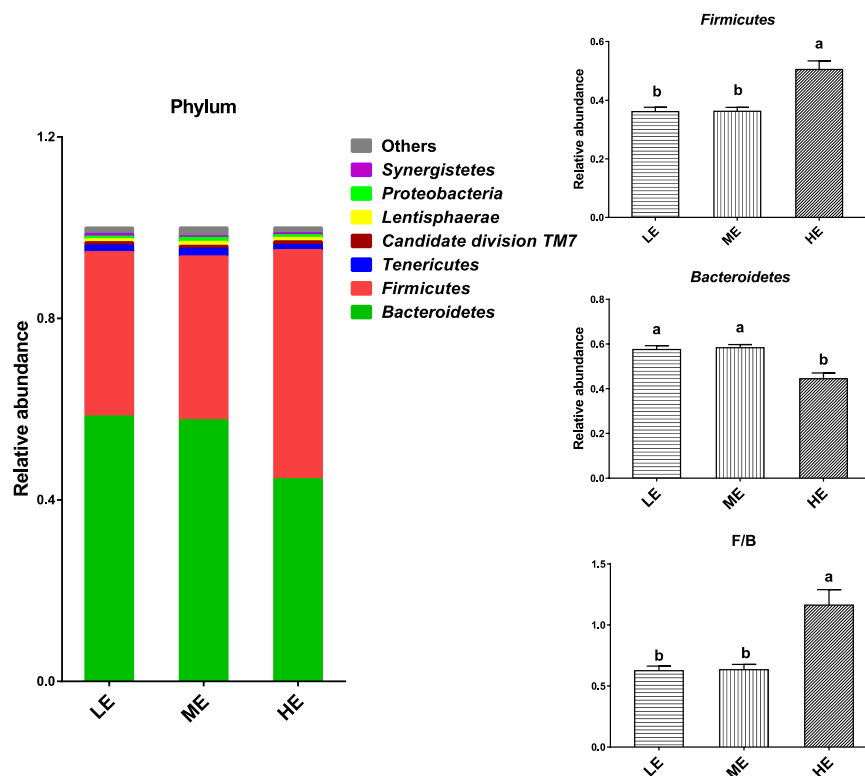 Phylum
Relative abundance
1.2
0.8
0.4
0.0
LE
ME
HE
Others
Synergistetes
Proteobacteria
Lentisphaerae
Candidate division TM7
Tenericutes
Firmicutes
Bacteroidetes
Firmicutes
Relative abundance
0.6
0.4
0.2
0.0
b
b
a
LE
ME
HE
Bacteroidetes
Relative abundance
0.8
0.6
0.4
0.2
0.0
a
a
b
LE
ME
HE
F/B
Relative abundance
1.5
1.0
0.5
0.0
b
b
a
LE
ME
HE